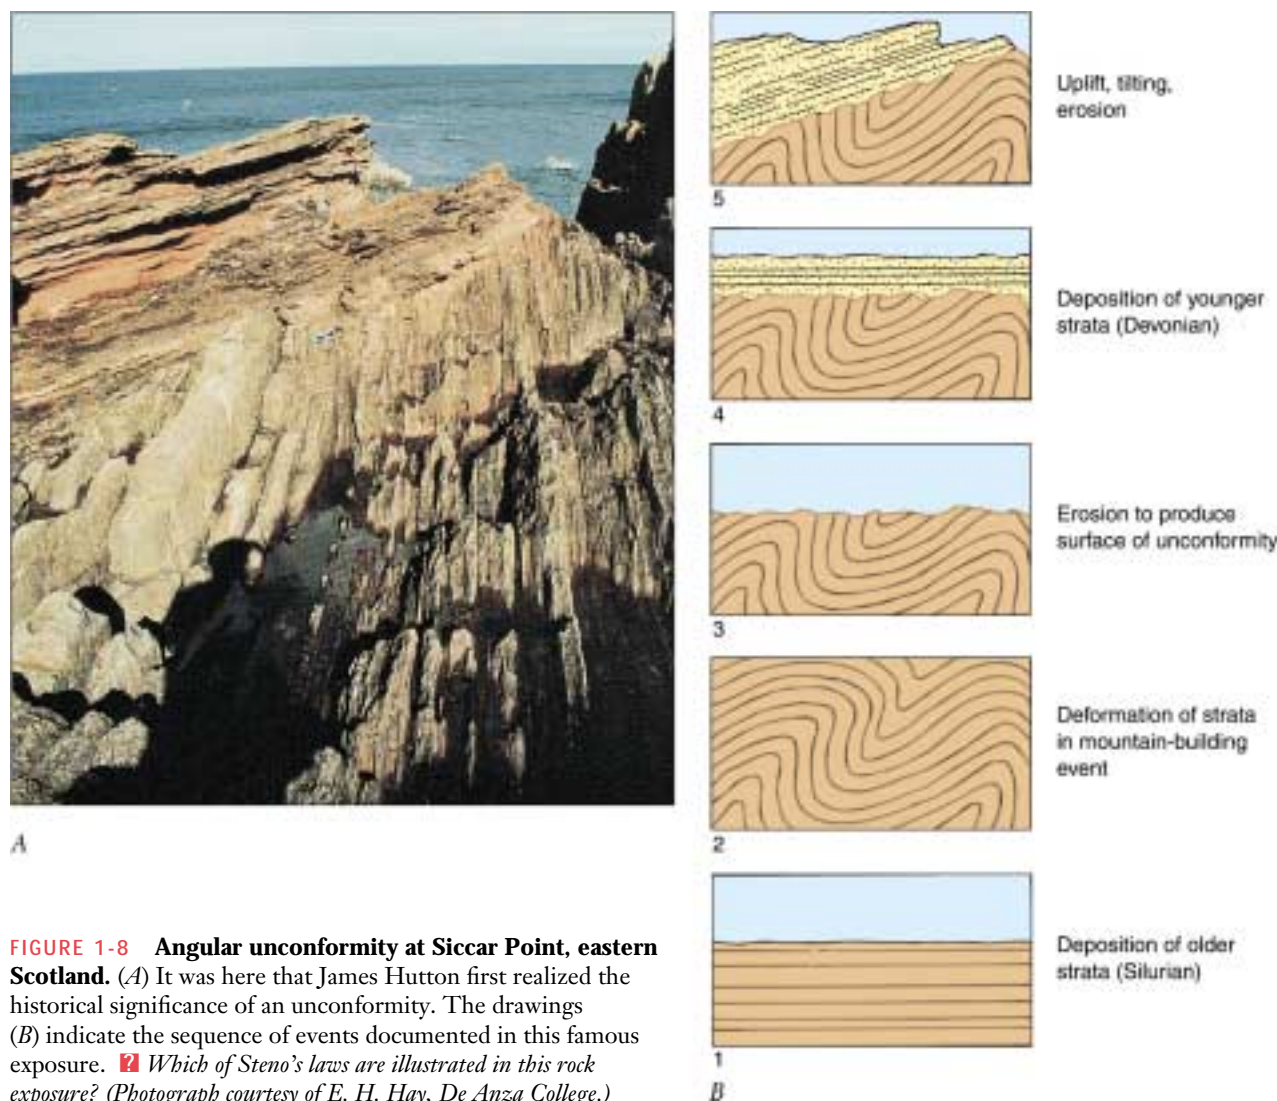 Uplift, tilting,
erosion
5
Deposition of younger
strata (Devonian)
4
Erosion to produce
surface of unconformity
3
Deformation of strata
in mountain-building
event
2
Deposition of older
strata (Silurian)
1
A
B
FIGURE 1-8 Angular unconformity at Siccar Point, eastern
Scotland. (A) It was here that James Hutton first realized the
historical significance of an unconformity. The drawings
(B) indicate the sequence of events documented in this famous
exposure. ? Which of Steno's laws are illustrated in this rock
exposure? (Photograph courtesy of E. H. Hay, De Anza College.)